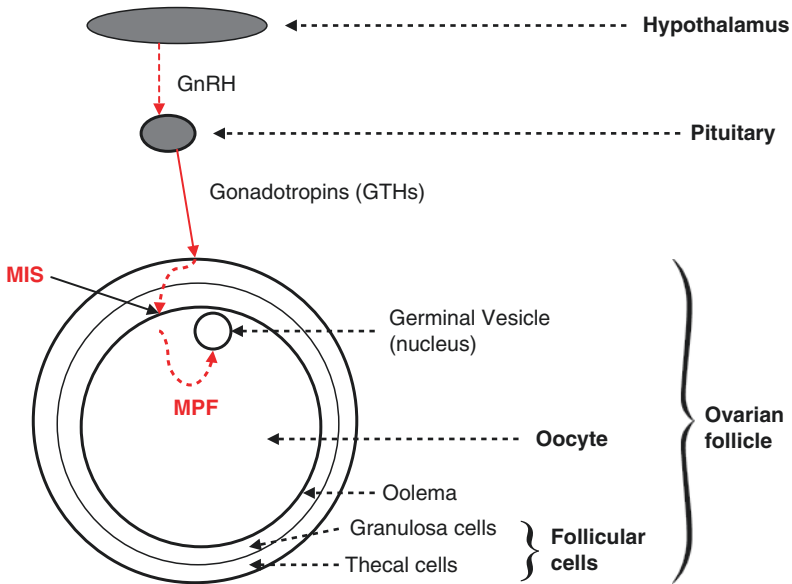 Hypothalamus
GnRH
Pituitary
Gonadotropins (GTHs)
MIS
Germinal Vesicle
(nucleus)
MPF
Ovarian
follicle
Oocyte
Oolema
Granulosa cells
Thecal cells
Follicular
cells